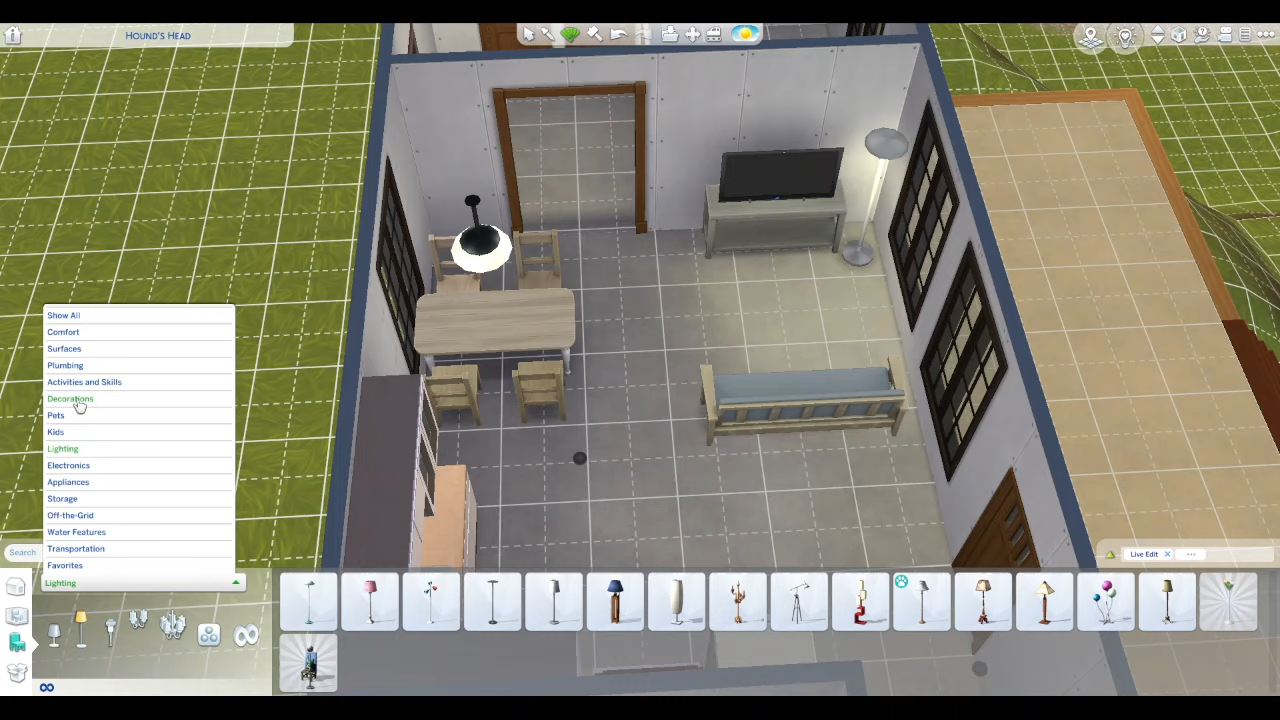 HOUND'S HEAD
Show All
Comfort
Surfaces
Plumbing
Activities and Skills
Decorations
Pets
Kids
Lighting
Electronics
Appliances
Storage
Off-the-Grid
Water Features
Transportation
Favorites
Search
Lighting
Live Edit